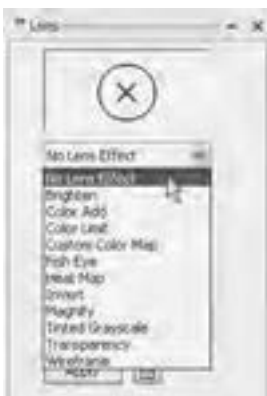 Lens
No Lens Effect
No Lens Effect
Brighten
Color Add
Color Limit
Custom Color Map
Fish Eye
Heat Map
Invert
Magnify
Tinted Grayscale
Transparency
Wireframe
Apply